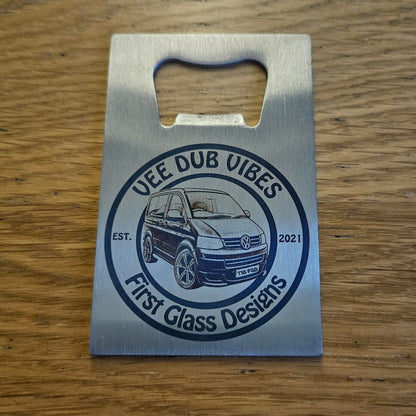 VEE DUB VIBES
EST. 2021
First Glass Designs